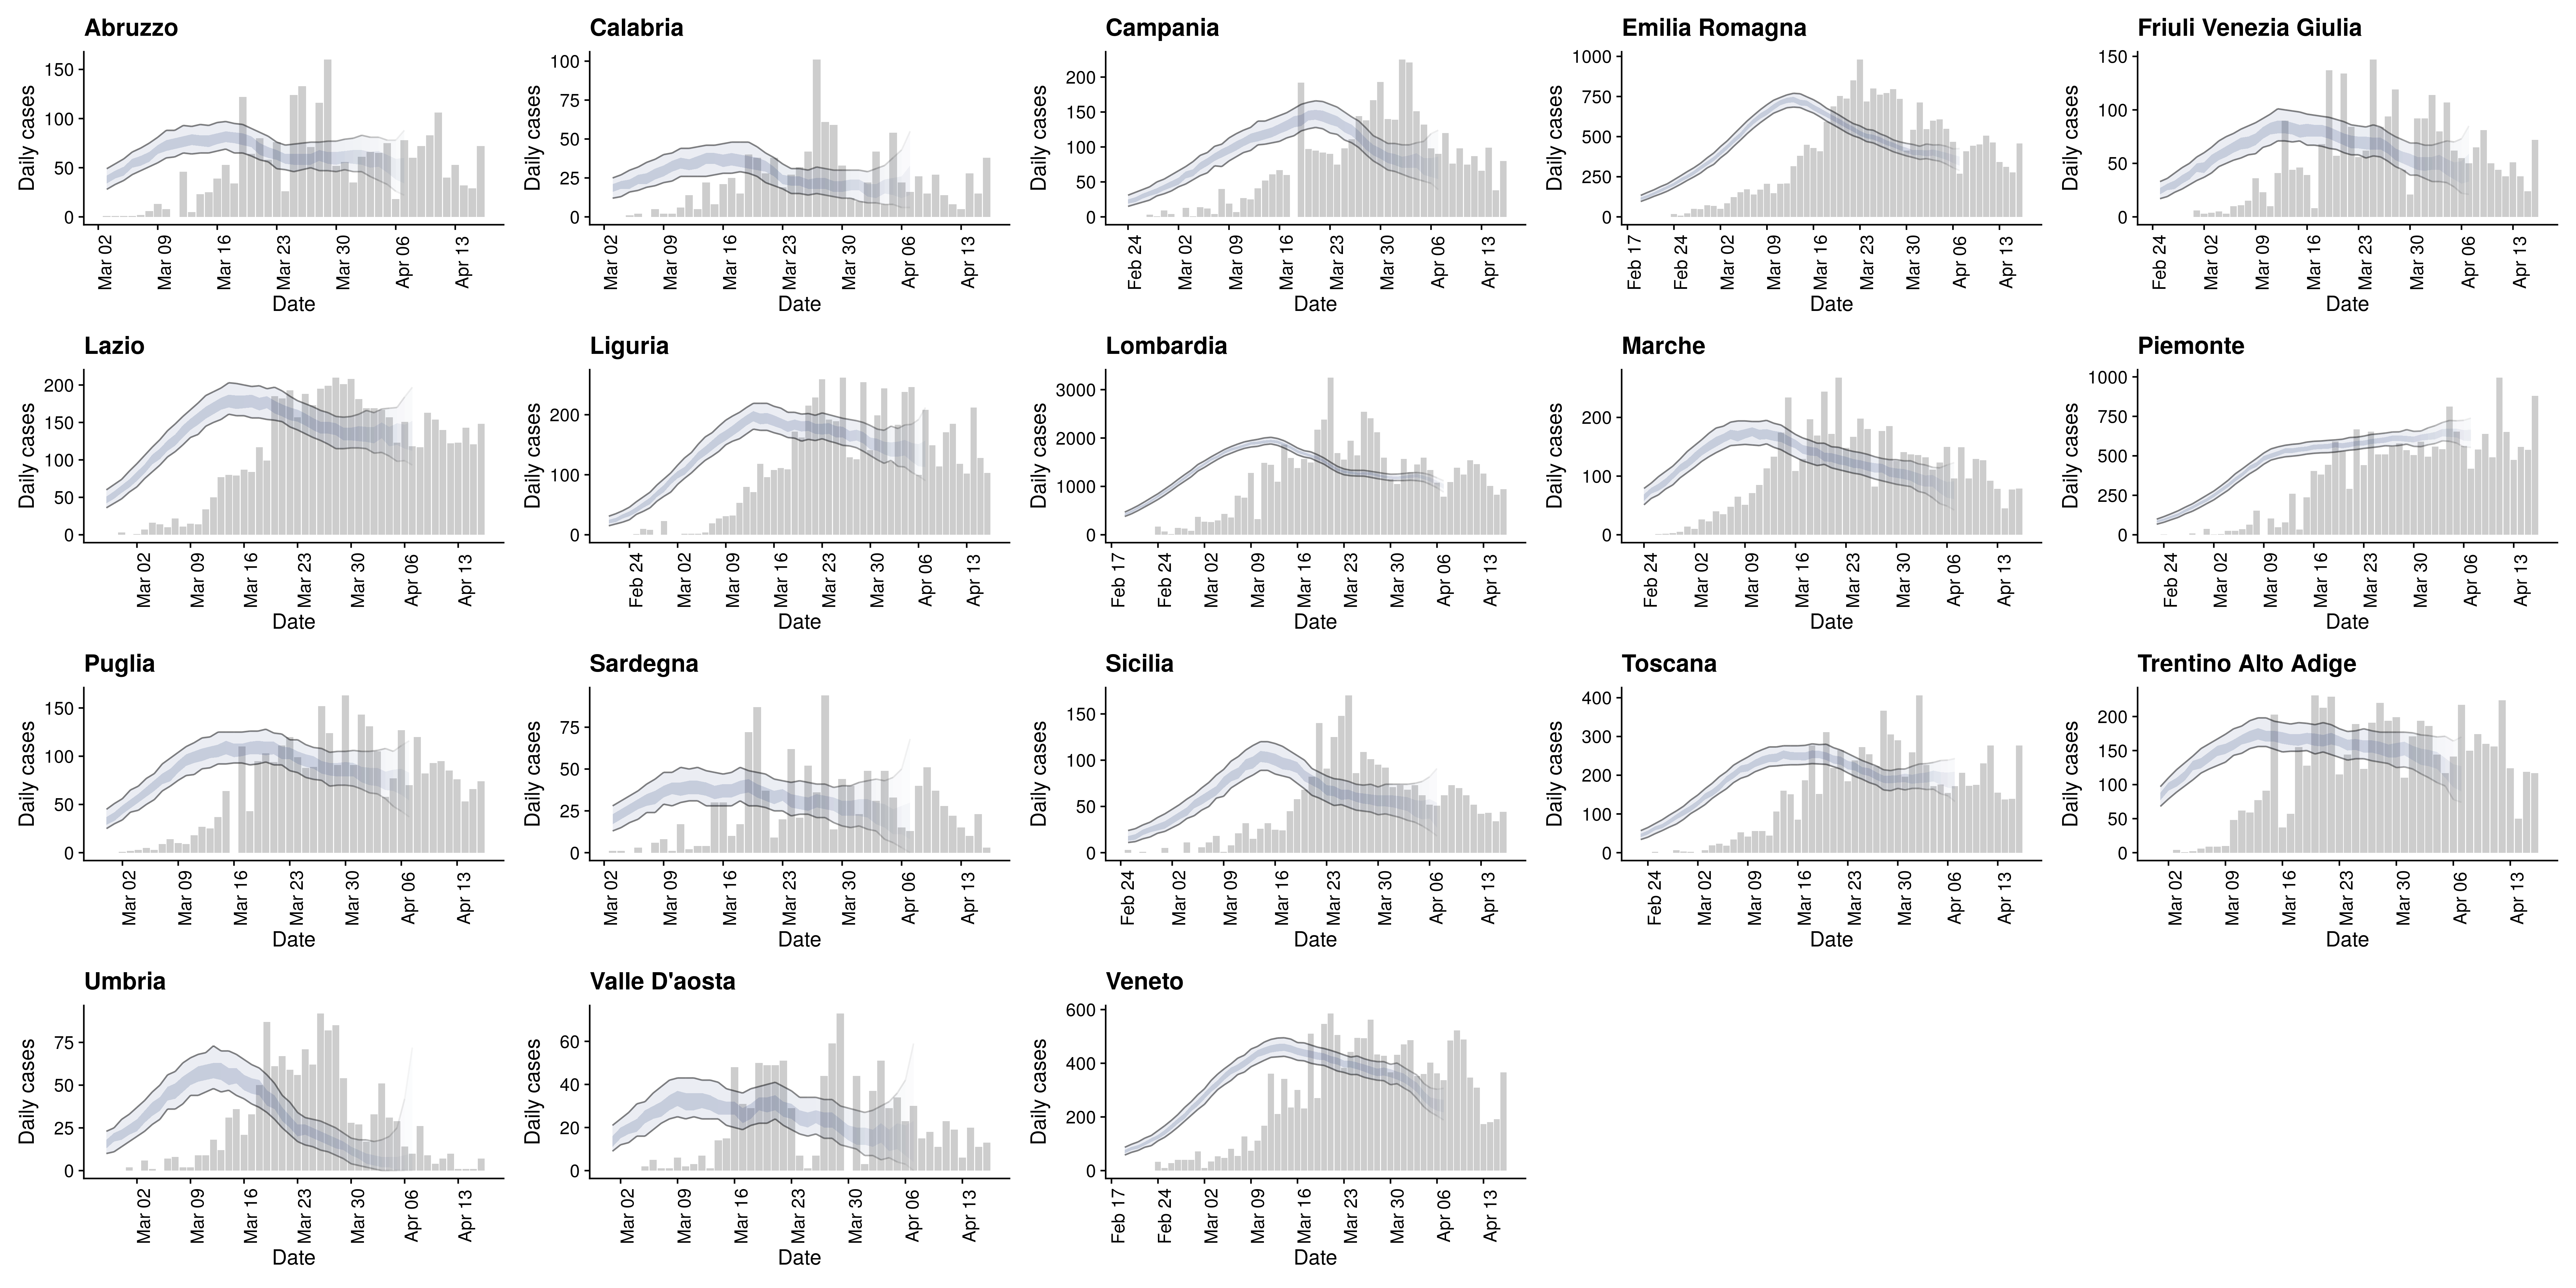 Abruzzo
Daily cases
150
100
50
0
Mar 02
Mar 09
Mar 16
Mar 23
Mar 30
Apr 06
Apr 13
Date
Calabria
Daily cases
100
75
50
25
0
Mar 02
Mar 09
Mar 16
Mar 23
Mar 30
Apr 06
Apr 13
Date
Campania
Daily cases
200
150
100
50
0
Feb 24
Mar 02
Mar 09
Mar 16
Mar 23
Mar 30
Apr 06
Apr 13
Date
Emilia Romagna
Daily cases
1000
750
500
250
0
Feb 17
Feb 24
Mar 02
Mar 09
Mar 16
Mar 23
Mar 30
Apr 06
Apr 13
Date
Friuli Venezia Giulia
Daily cases
150
100
50
0
Feb 24
Mar 02
Mar 09
Mar 16
Mar 23
Mar 30
Apr 06
Apr 13
Date
Lazio
Daily cases
200
150
100
50
0
Mar 02
Mar 09
Mar 16
Mar 23
Mar 30
Apr 06
Apr 13
Date
Liguria
Daily cases
200
100
0
Feb 24
Mar 02
Mar 09
Mar 16
Mar 23
Mar 30
Apr 06
Apr 13
Date
Lombardia
Daily cases
3000
2000
1000
0
Feb 17
Feb 24
Mar 02
Mar 09
Mar 16
Mar 23
Mar 30
Apr 06
Apr 13
Date
Marche
Daily cases
200
100
0
Feb 24
Mar 02
Mar 09
Mar 16
Mar 23
Mar 30
Apr 06
Apr 13
Date
Piemonte
Daily cases
1000
750
500
250
0
Feb 24
Mar 02
Mar 09
Mar 16
Mar 23
Mar 30
Apr 06
Apr 13
Date
Puglia
Daily cases
150
100
50
0
Mar 02
Mar 09
Mar 16
Mar 23
Mar 30
Apr 06
Apr 13
Date
Sardegna
Daily cases
75
50
25
0
Mar 02
Mar 09
Mar 16
Mar 23
Mar 30
Apr 06
Apr 13
Date
Sicilia
Daily cases
150
100
50
0
Feb 24
Mar 02
Mar 09
Mar 16
Mar 23
Mar 30
Apr 06
Apr 13
Date
Toscana
Daily cases
400
300
200
100
0
Feb 24
Mar 02
Mar 09
Mar 16
Mar 23
Mar 30
Apr 06
Apr 13
Date
Trentino Alto Adige
Daily cases
200
150
100
50
0
Mar 02
Mar 09
Mar 16
Mar 23
Mar 30
Apr 06
Apr 13
Date
Umbria
Daily cases
75
50
25
0
Mar 02
Mar 09
Mar 16
Mar 23
Mar 30
Apr 06
Apr 13
Date
Valle D'aosta
Daily cases
60
40
20
0
Mar 02
Mar 09
Mar 16
Mar 23
Mar 30
Apr 06
Apr 13
Date
Veneto
Daily cases
600
400
200
0
Feb 17
Feb 24
Mar 02
Mar 09
Mar 16
Mar 23
Mar 30
Apr 06
Apr 13
Date